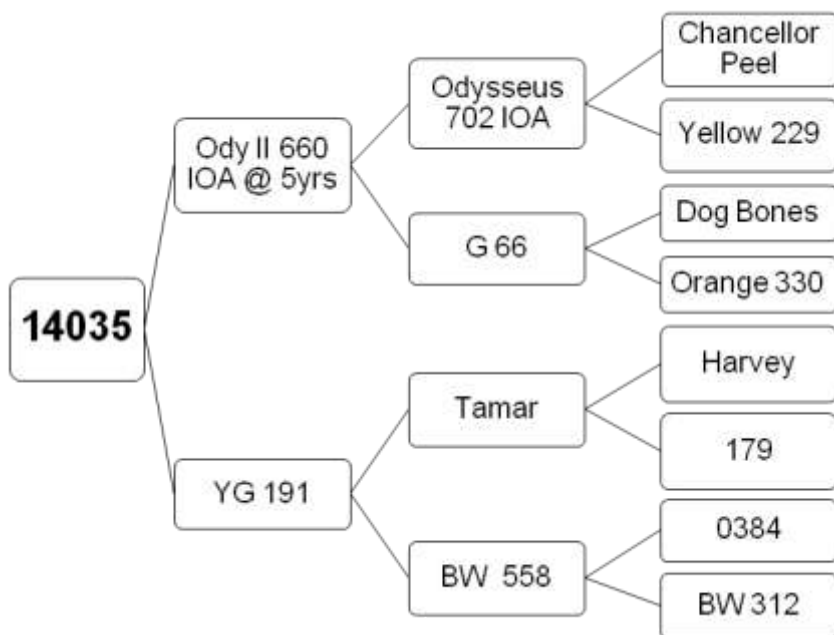 Chancellor
Peel
Odysseus
702 IOA
Yellow 229
Ody II 660
IOA @ 5yrs
Dog Bones
G 66
Orange 330
14035
Harvey
Tamar
179
YG 191
0384
BW 558
BW 312